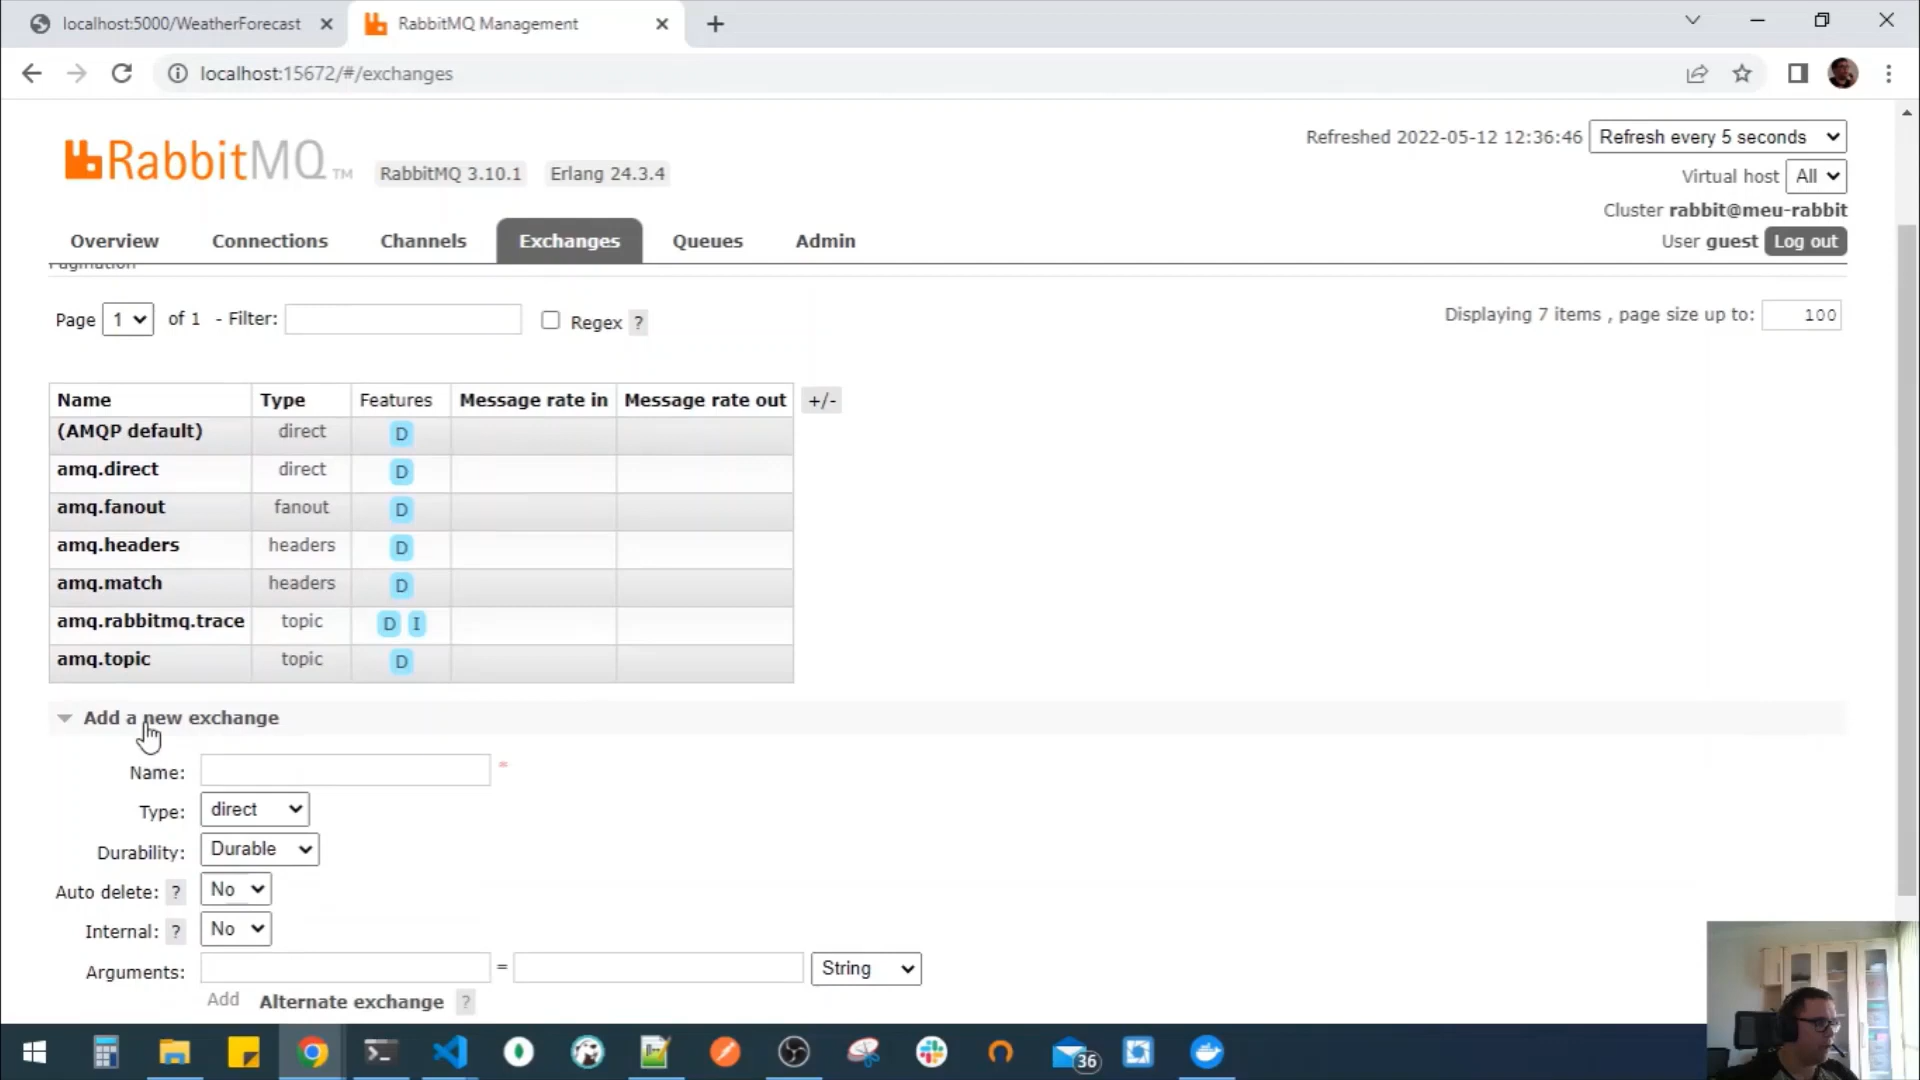 localhost:5000/WeatherForecast
RabbitMQ Management
localhost:15672/#/exchanges
RabbitMQ TM
RabbitMQ 3.10.1
Erlang 24.3.4
Refreshed 2022-05-12 12:36:46
Refresh every 5 seconds
Virtual host All
Cluster rabbit@meu-rabbit
User guest Log out
Overview
Connections
Channels
Exchanges
Queues
Admin
Pagination
Page 1 of 1 - Filter:
Regex ?
Displaying 7 items , page size up to: 100
Name Type Features Message rate in Message rate out +/-
(AMQP default) direct D
amq.direct direct D
amq.fanout fanout D
amq.headers headers D
amq.match headers D
amq.rabbitmq.trace topic D I
amq.topic topic D
Add a new exchange
Name: *
Type: direct
Durability: Durable
Auto delete: ? No
Internal: ? No
Arguments: = String
Add Alternate exchange ?
36